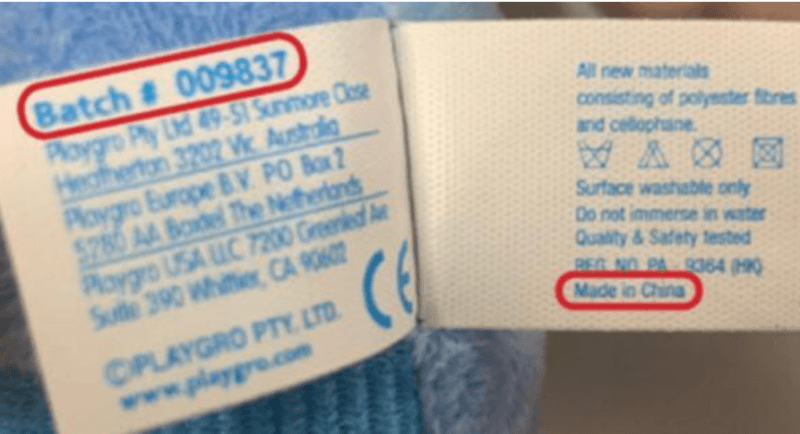 Batch # 009837
Playgro Pty Ltd 49-51 Sunmore Close
Heatherton 3202 Vic. Australia
Playgro Europe B.V. PO Box 2
5280 AA Boxtel The Netherlands
Playgro USA LLC 7200 Greenleaf Ave
Suite 390 Whittier, CA 90602
CE
©PLAYGRO PTY. LTD.
www.playgro.com
All new materials
consisting of polyester fibres
and cellophane.
Surface washable only
Do not immerse in water
Quality & Safety tested
REG. NO. PA - 9364 (HK)
Made in China